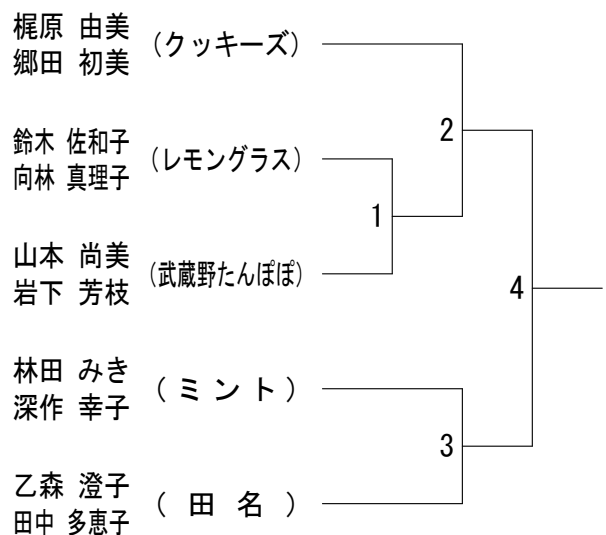 梶原 由美
郷田 初美
(クッキーズ)
鈴木 佐和子
向林 真理子
(レモングラス)
山本 尚美
岩下 芳枝
(武蔵野たんぽぽ)
林田 みき
深作 幸子
(ミント)
乙森 澄子
田中 多恵子
(田名)
1
2
3
4